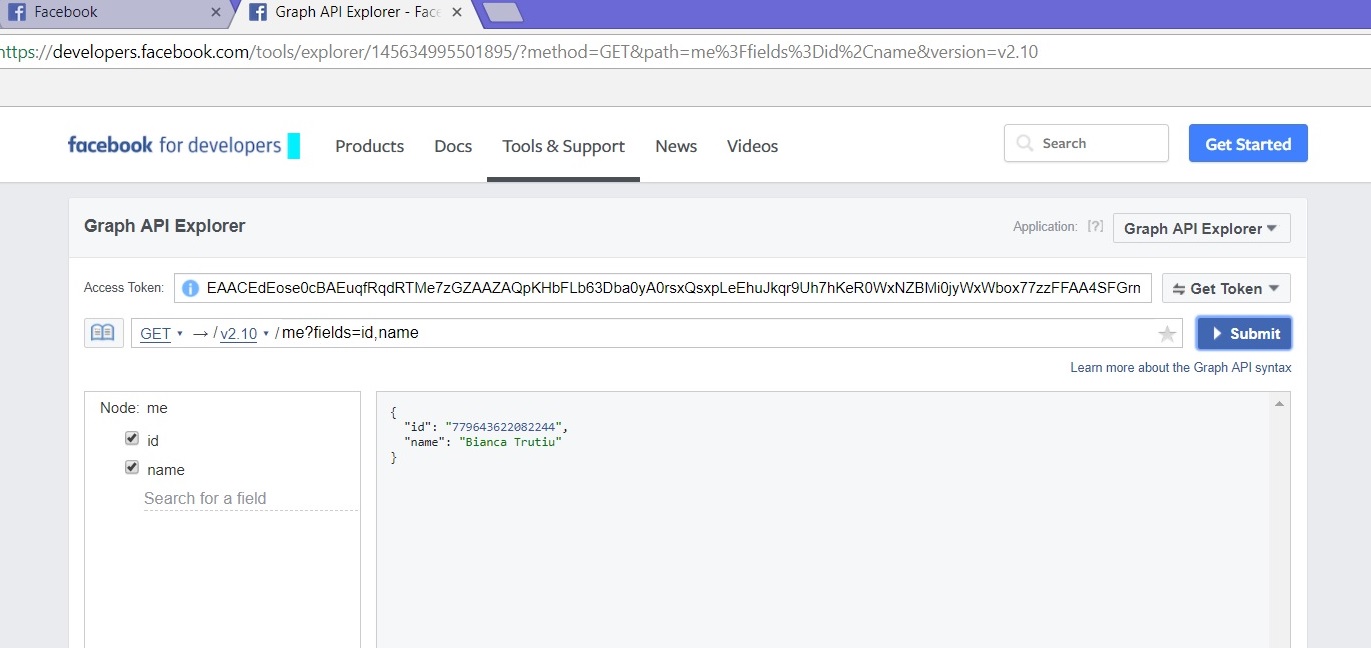 Facebook
Graph API Explorer - Fac
https://developers.facebook.com/tools/explorer/145634995501895/?method=GET&path=me%3Ffields%3Did%2Cname&version=v2.10
facebook for developers Products Docs Tools & Support News Videos Search Get Started
Graph API Explorer Application: [?] Graph API Explorer
Access Token: EAACEdEose0cBAEuqfRqdRTMe7zGZAAZAQpKHbFLb63Dba0yA0rsxQsxpLeEhuJkqr9Uh7hKeR0WxNZBMi0jyWxWbox77zzFFAA4SFGrn Get Token
GET → / v2.10 / me?fields=id,name Submit
Learn more about the Graph API syntax
Node: me
id
name
Search for a field
{
"id": "779643622082244",
"name": "Bianca Trutiu"
}